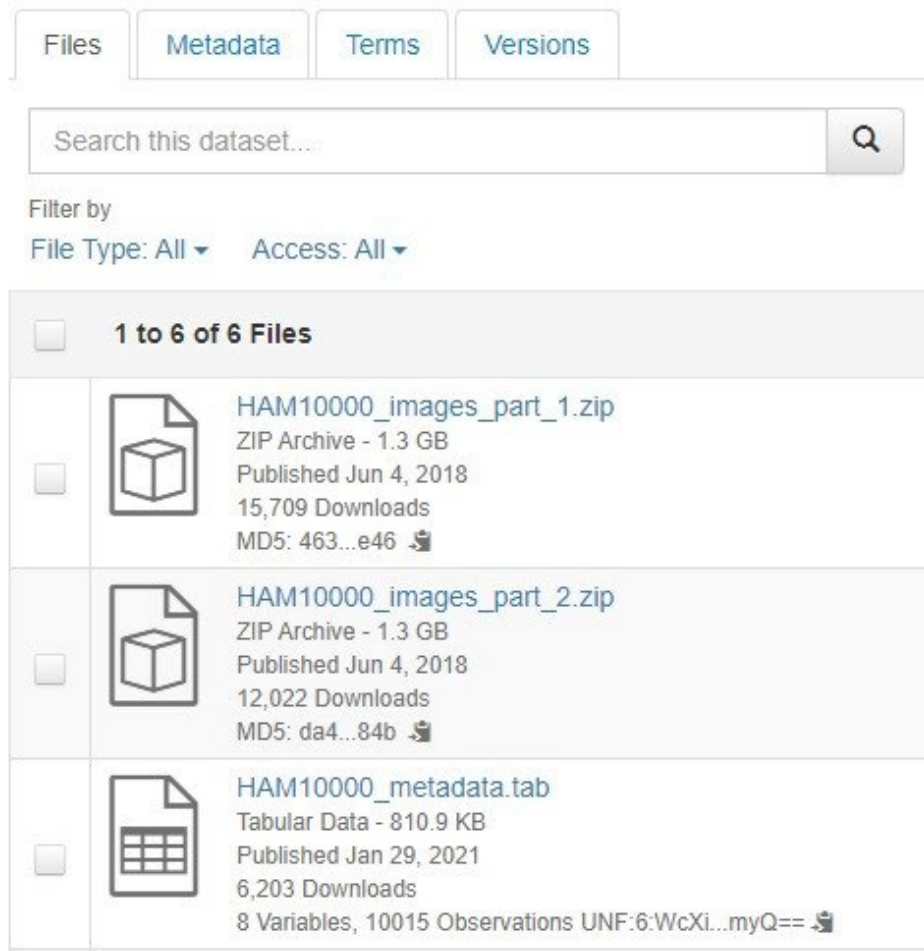 Files Metadata Terms Versions
Search this dataset...
Filter by
File Type: All Access: All
1 to 6 of 6 Files
HAM10000_images_part_1.zip
ZIP Archive - 1.3 GB
Published Jun 4, 2018
15,709 Downloads
MD5: 463...e46
HAM10000_images_part_2.zip
ZIP Archive - 1.3 GB
Published Jun 4, 2018
12,022 Downloads
MD5: da4...84b
HAM10000_metadata.tab
Tabular Data - 810.9 KB
Published Jan 29, 2021
6,203 Downloads
8 Variables, 10015 Observations UNF:6:WcXi...myQ==